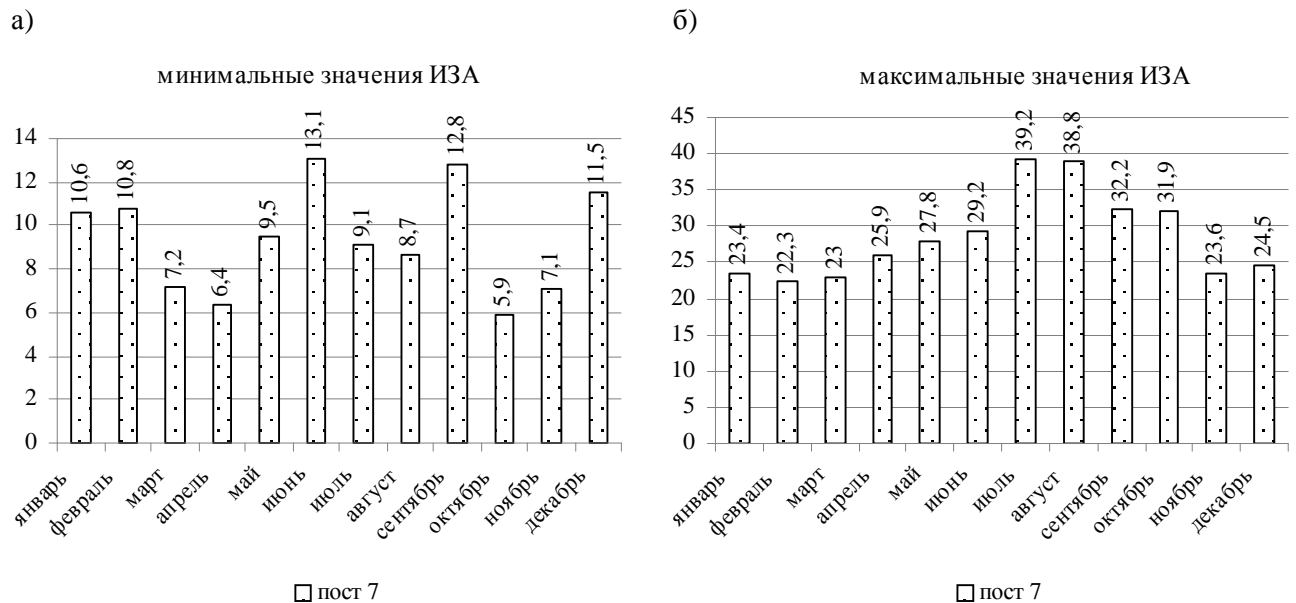 а)
минимальные значения ИЗА
14
12
10
8
6
4
2
0
10,6
10,8
7,2
6,4
9,5
13,1
9,1
8,7
12,8
5,9
7,1
11,5
январь
февраль
март
апрель
май
июнь
июль
август
сентябрь
октябрь
ноябрь
декабрь
пост 7
б)
максимальные значения ИЗА
45
40
35
30
25
20
15
10
5
0
23,4
22,3
23
25,9
27,8
29,2
39,2
38,8
32,2
31,9
23,6
24,5
январь
февраль
март
апрель
май
июнь
июль
август
сентябрь
октябрь
ноябрь
декабрь
пост 7